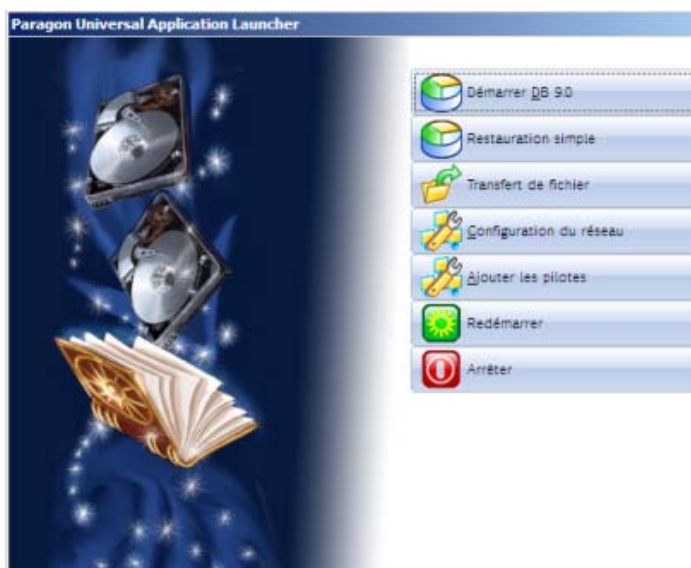 Paragon Universal Application Launcher
Démarrer DB 9.0
Restauration simple
Transfert de fichier
Configuration du réseau
Ajouter les pilotes
Redémarrer
Arrêter